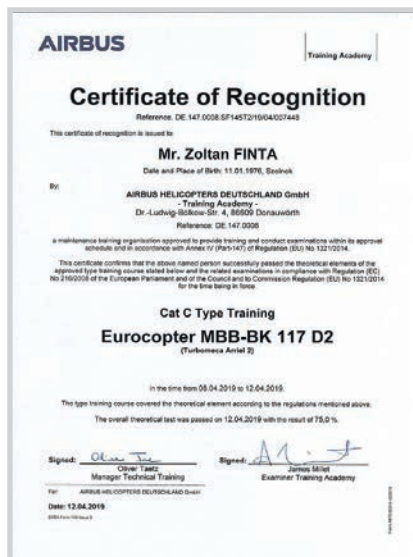 AIRBUS
Training Academy
Certificate of Recognition
Reference: DE.147.0008.SF145T2/19/04/007448
This certificate of recognition is issued to
Mr. Zoltan FINTA
Date and Place of Birth: 11.01.1976, Szolnok
By:
AIRBUS HELICOPTERS DEUTSCHLAND GmbH
- Training Academy -
Dr.-Ludwig-Bölkow-Str. 4, 86609 Donauwörth
Reference: DE.147.0008
a maintenance training organisation approved to provide training and conduct examinations within its approval
schedule and in accordance with Annex IV (Part-147) of Regulation (EU) No 1321/2014.
This certificate confirms that the above named person successfully passed the theoretical elements of the
approved type training course stated below and the related examinations in compliance with Regulation (EC)
No 216/2008 of the European Parliament and of the Council and to Commission Regulation (EU) No 1321/2014
for the time being in force
Cat C Type Training
Eurocopter MBB-BK 117 D2
(Turbomeca Arriel 2)
in the time from 08.04.2019 to 12.04.2019.
The type training course covered the theoretical element according to the regulations mentioned above.
The overall theoretical test was passed on 12.04.2019 with the result of 75,0 %.
Signed:
Oliver Taetz
Manager Technical Training
Signed:
James Millet
Examiner Training Academy
For: AIRBUS HELICOPTERS DEUTSCHLAND GmbH
Date: 12.04.2019